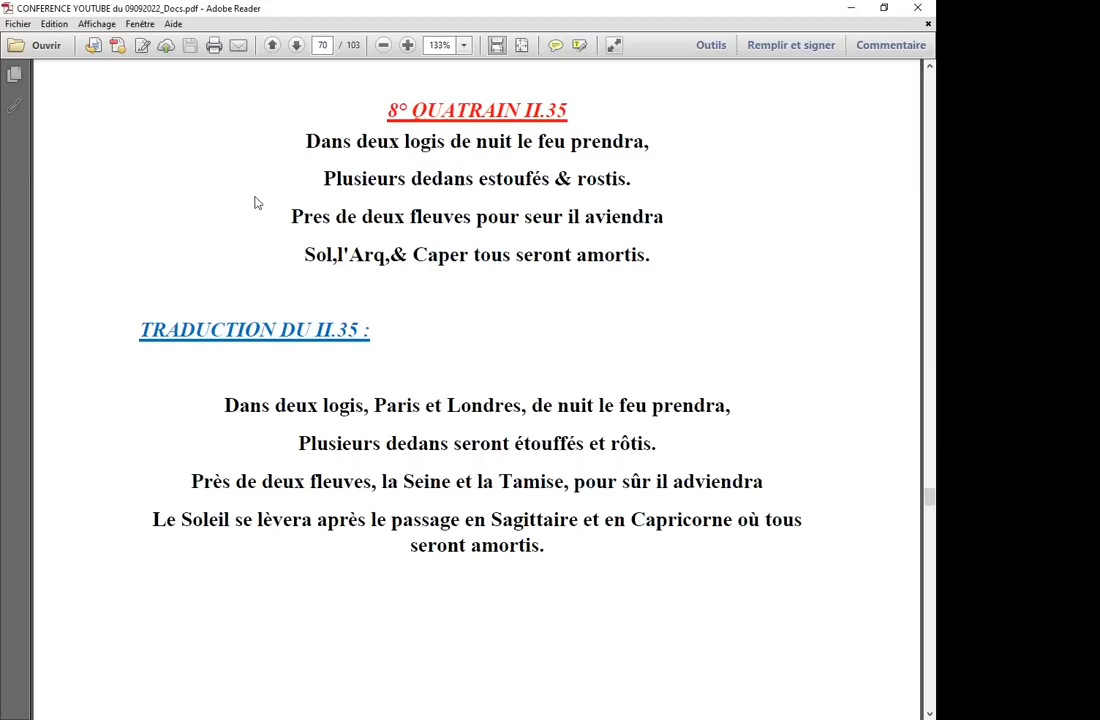 CONFERENCE YOUTUBE du 09092022_Docs.pdf - Adobe Reader
Fichier Edition Affichage Fenêtre Aide
Ouvrir 70 / 103 133% Outils Remplir et signer Commentaire
8° QUATRAIN II.35
Dans deux logis de nuit le feu prendra,
Plusieurs dedans estoufés & rostis.
Pres de deux fleuves pour seur il aviendra
Sol,l'Arq,& Caper tous seront amortis.
TRADUCTION DU II.35 :
Dans deux logis, Paris et Londres, de nuit le feu prendra,
Plusieurs dedans seront étouffés et rôtis.
Près de deux fleuves, la Seine et la Tamise, pour sûr il adviendra
Le Soleil se lèvera après le passage en Sagittaire et en Capricorne où tous
seront amortis.